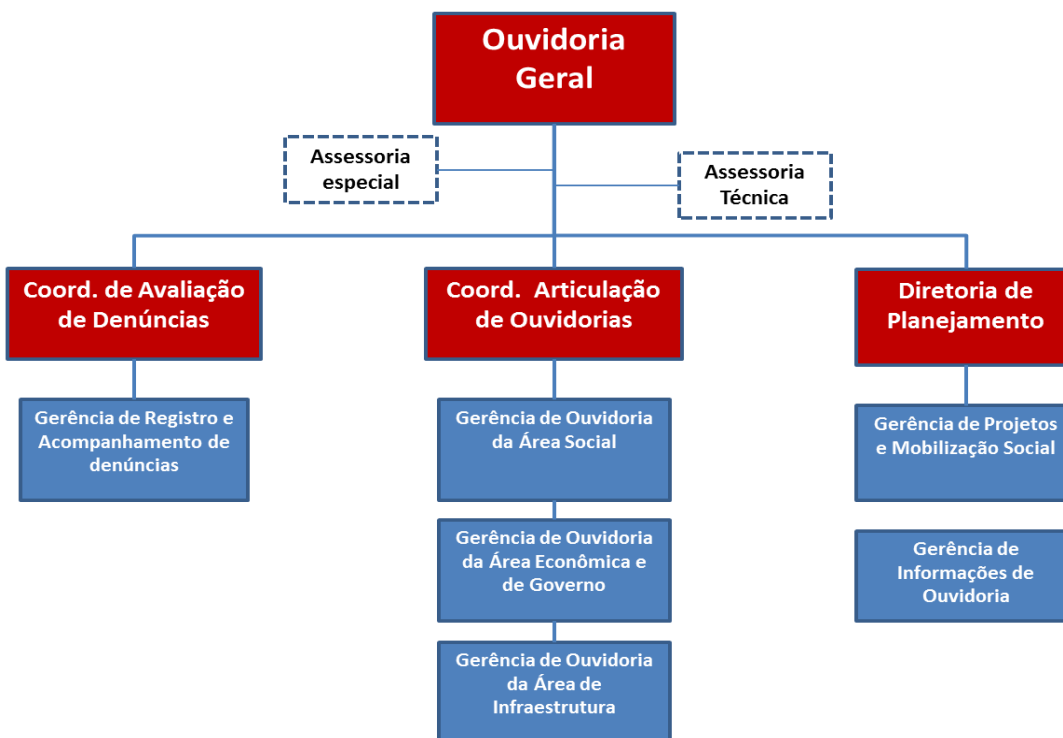 Ouvidoria
Geral
Assessoria
especial
Assessoria
Técnica
Coord. de Avaliação
de Denúncias
Coord.  Articulação
de Ouvidorias
Diretoria de
Planejamento
Gerência de Registro e
Acompanhamento de
denúncias
Gerência de Ouvidoria
da Área Social
Gerência de Projetos
e Mobilização Social
Gerência de Ouvidoria
da Área Econômica e
de Governo
Gerência de
Informações de
Ouvidoria
Gerência de Ouvidoria
da Área de
Infraestrutura